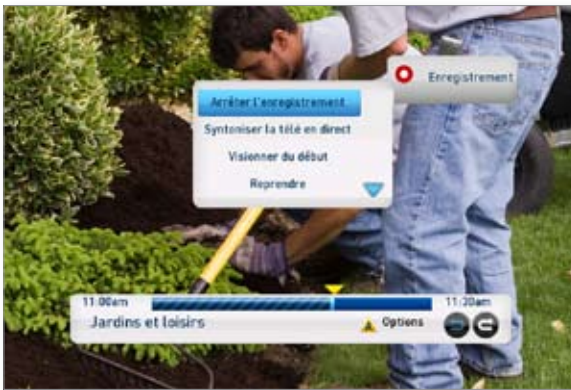 Enregistrement
Arrêter l'enregistrement
Syntoniser la télé en direct
Visionner du début
Reprendre
11:00am
11:30am
Jardins et loisirs
A Options